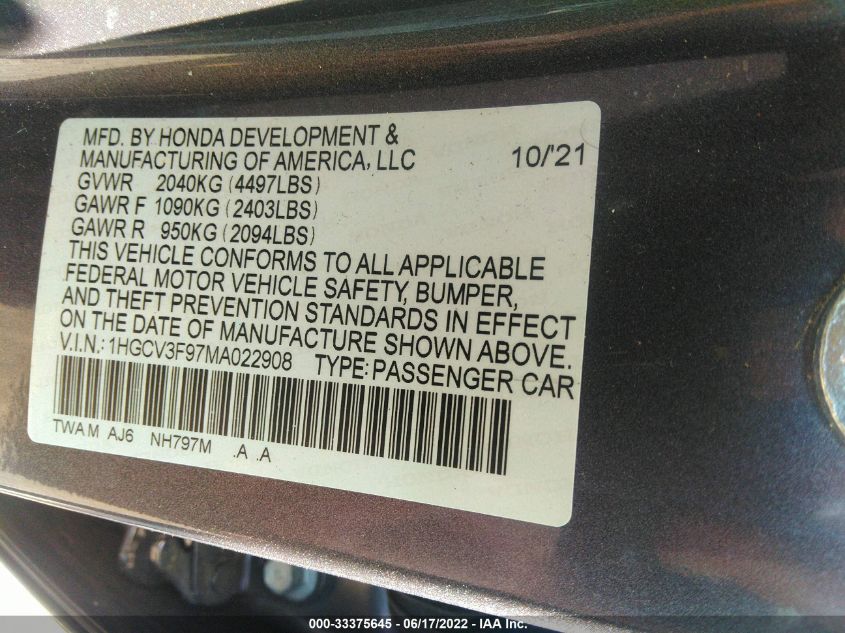 MFD. BY HONDA DEVELOPMENT &
MANUFACTURING OF AMERICA, LLC 10/'21
GVWR 2040KG (4497LBS)
GAWR F 1090KG (2403LBS)
GAWR R 950KG (2094LBS)
THIS VEHICLE CONFORMS TO ALL APPLICABLE
FEDERAL MOTOR VEHICLE SAFETY, BUMPER,
AND THEFT PREVENTION STANDARDS IN EFFECT
ON THE DATE OF MANUFACTURE SHOWN ABOVE.
V.I.N.: 1HGCV3F97MA022908 TYPE: PASSENGER CAR
TWA M AJ6 NH797M .A .A
000-33375645 - 06/17/2022 - IAA Inc.